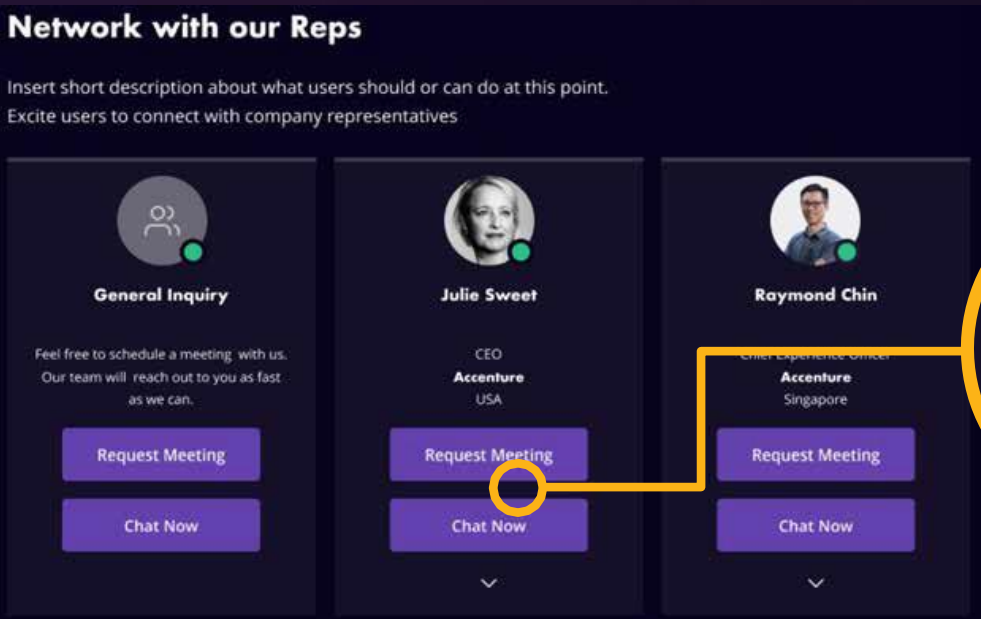 Network with our Reps
Insert short description about what users should or can do at this point.
Excite users to connect with company representatives
General Inquiry
Feel free to schedule a meeting with us.
Our team will reach out to you as fast
as we can.
Request Meeting
Chat Now
Julie Sweet
CEO
Accenture
USA
Request Meeting
Chat Now
Raymond Chin
Chief Experience Officer
Accenture
Singapore
Request Meeting
Chat Now